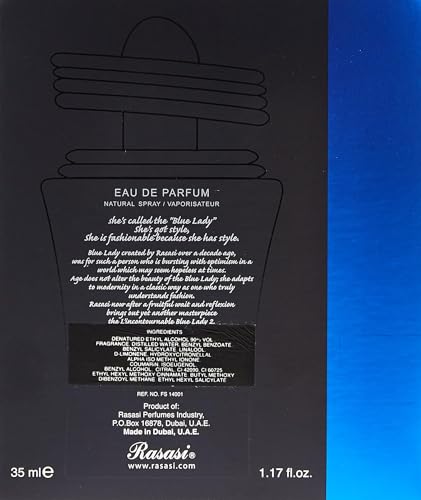 EAU DE PARFUM
NATURAL SPRAY / VAPORISATEUR
she's called the "Blue Lady"
She's got style,
She is fashionable because she has style.
Blue Lady created by Rasasi over a decade ago,
was for such a person who is bursting with optimism in a
world which may seem hopeless at times.
Age does not alter the beauty of the Blue Lady; she adapts
to modernity in a classic way as one who truly
understands fashion.
Rasasi now after a fruitful wait and reflexion
brings out yet another masterpiece
the L'incontournable Blue Lady 2.
INGREDIENTS:
DENATURED ETHYL ALCOHOL 90% VOL
FRAGRANCE, DISTILLED WATER, BENZYL BENZOATE
BENZYL SALICYLATE LINALOOL
D-LIMONENE, HYDROXYCITRONELLAL
ALPHA ISO METHYL IONONE
COUMARIN ISOEUGENOL
BENZYL ALCOHOL CITRAL, CI 42090, CI 60725
ETHYL HEXYL METHOXY CINNAMATE BUTYL METHOXY
DIBENZOYL METHANE ETHYL HEXYL SALICYLATE
REF. NO. FS 14001
Product of:
Rasasi Perfumes Industry,
P.O.Box 16878, Dubai, U.A.E.
Made in Dubai, U.A.E.
35 ml e
Rasasi®
www.rasasi.com
1.17 fl.oz.